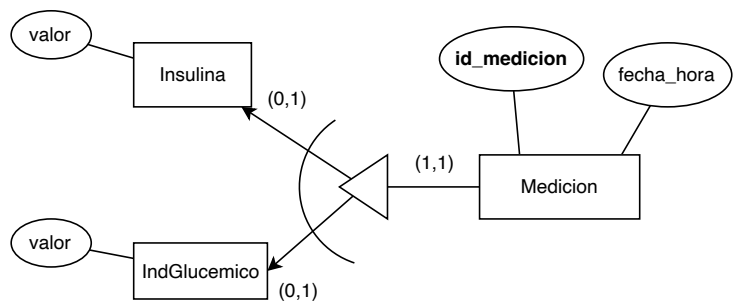 valor
Insulina
(0,1)
id_medicion
fecha_hora
(1,1)
Medicion
valor
IndGlucemico
(0,1)